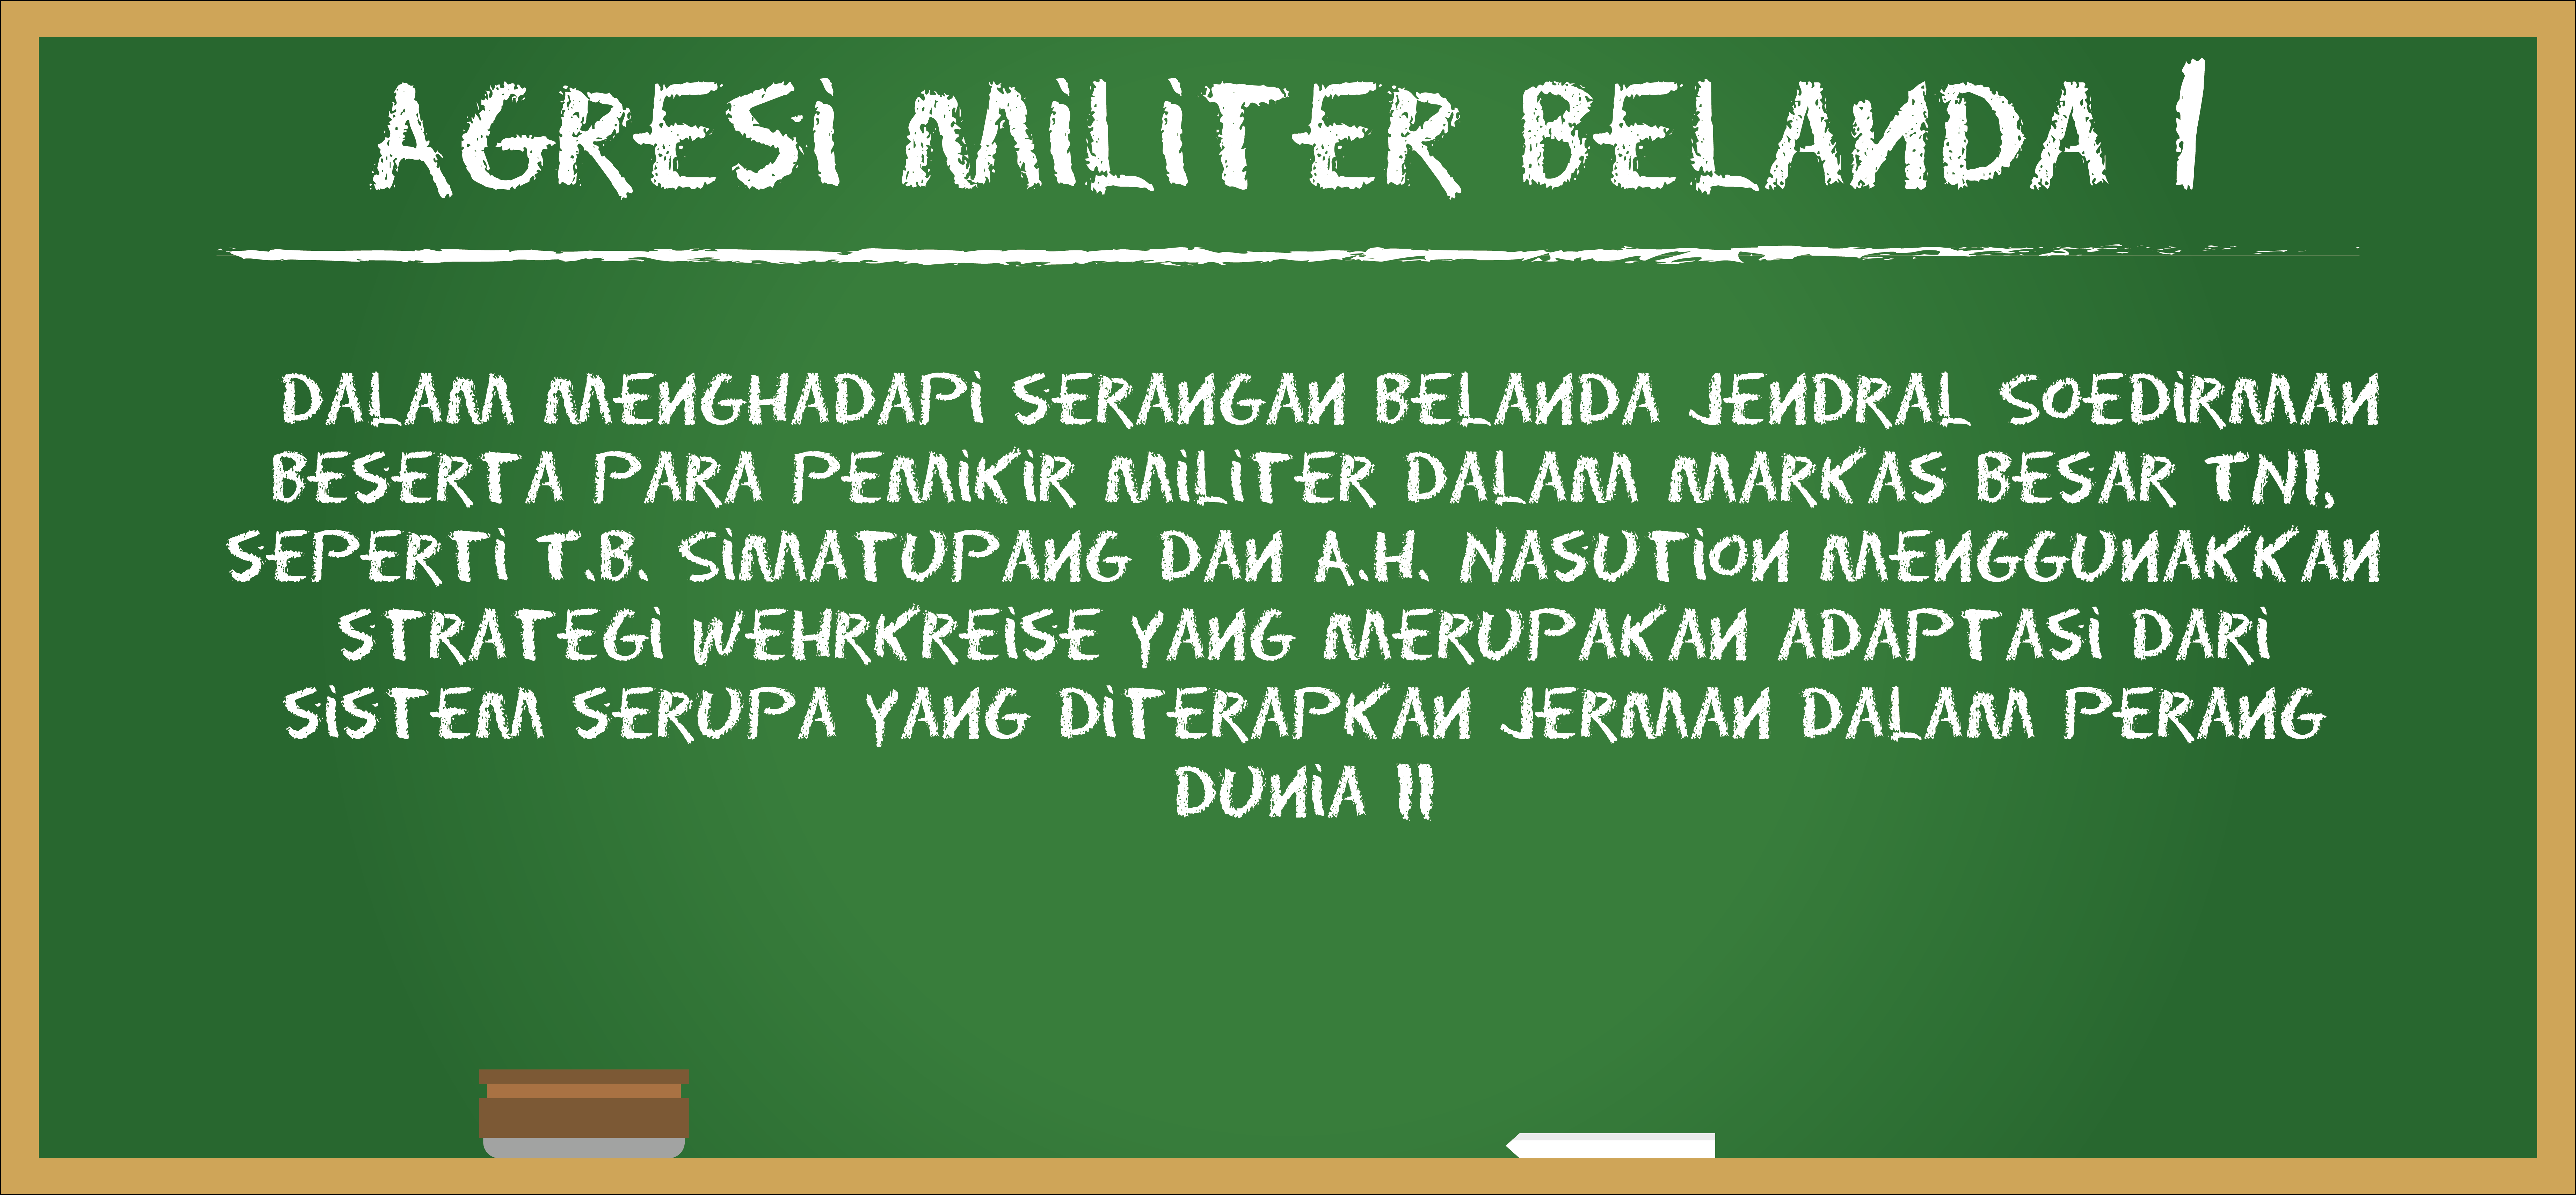 AGRESI MILITER BELANDA I
DALAM MENGHADAPI SERANGAN BELANDA JENDRAL SOEDIRMAN
BESERTA PARA PEMIKIR MILITER DALAM MARKAS BESAR TNI,
SEPERTI T.B. SIMATUPANG DAN A.H. NASUTION MENGGUNAKKAN
STRATEGI WEHRKREISE YANG MERUPAKAN ADAPTASI DARI
SISTEM SERUPA YANG DITERAPKAN JERMAN DALAM PERANG
DUNIA II